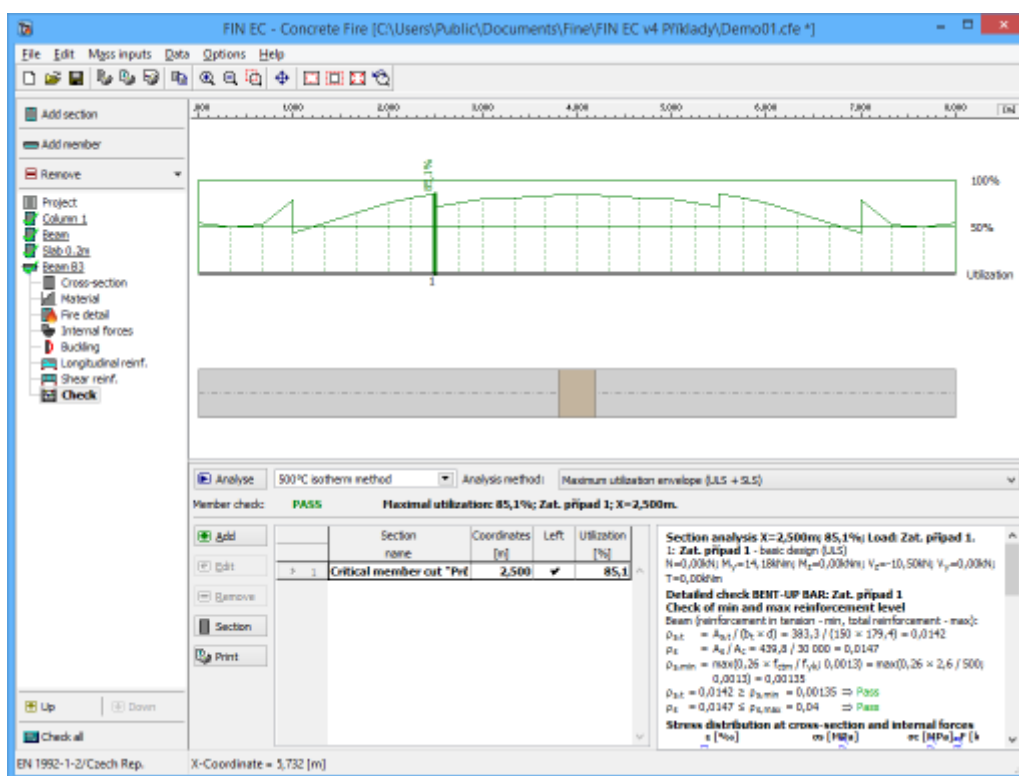 FIN EC - Concrete Fire [C:\Users\Public\Documents\Fine\FIN EC v4 Příklady\Demo01.cfe *]
File Edit Mass inputs Data Options Help
Add section
Add member
Remove
Project
Column 1
Beam
Slab 0.2m
Beam B3
Cross-section
Material
Fire detail
Internal forces
Buckling
Longitudinal reinf.
Shear reinf.
Check
Up Down
Check all
,000 1,000 2,000 3,000 4,000 5,000 6,000 7,000 8,000 [m]
85,1%
100%
50%
Utilization
1
Analyse 500°C isotherm method Analysis method: Maximum utilization envelope (ULS + SLS)
Member check: PASS Maximal utilization: 85,1%; Zat. případ 1; X=2,500m.
Add
Edit
Remove
Section
Print
Section Coordinates Left Utilization
name [m] [%]
1 Critical member cut "Při 2,500 ✔ 85,1
Section analysis X=2,500m; 85,1%; Load: Zat. případ 1.
1: Zat. případ 1 - basic design (ULS)
N=0,00kN; My=14,18kNm; Mz=0,00kNm; Vz=-10,50kN; Vy=0,00kN;
T=0,00kNm
Detailed check BENT-UP BAR: Zat. případ 1
Check of min and max reinforcement level
Beam (reinforcement in tension - min, total reinforcement - max):
ρs,t = As,t / (bt × d) = 383,3 / (150 × 179,4) = 0,0142
ρs = As / Ac = 439,8 / 30 000 = 0,0147
ρs,min = max(0,26 × fctm / fyk; 0,0013) = max(0,26 × 2,6 / 500;
0,0013) = 0,00135
ρs,t = 0,0142 ≥ ρs,min = 0,00135 ⇒ Pass
ρs = 0,0147 ≤ ρs,max = 0,04 ⇒ Pass
Stress distribution at cross-section and internal forces
EN 1992-1-2/Czech Rep. X-Coordinate = 5,732 [m]